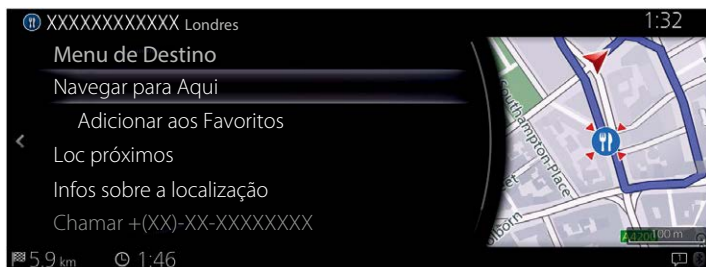 XXXXXXXXXXXX Londres
1:32
Menu de Destino
Navegar para Aqui
Adicionar aos Favoritos
Loc próximos
Infos sobre a localização
Chamar +(XX)-XX-XXXXXXXX
5.9 km
1:46
Southampton Place
A4200
100 m